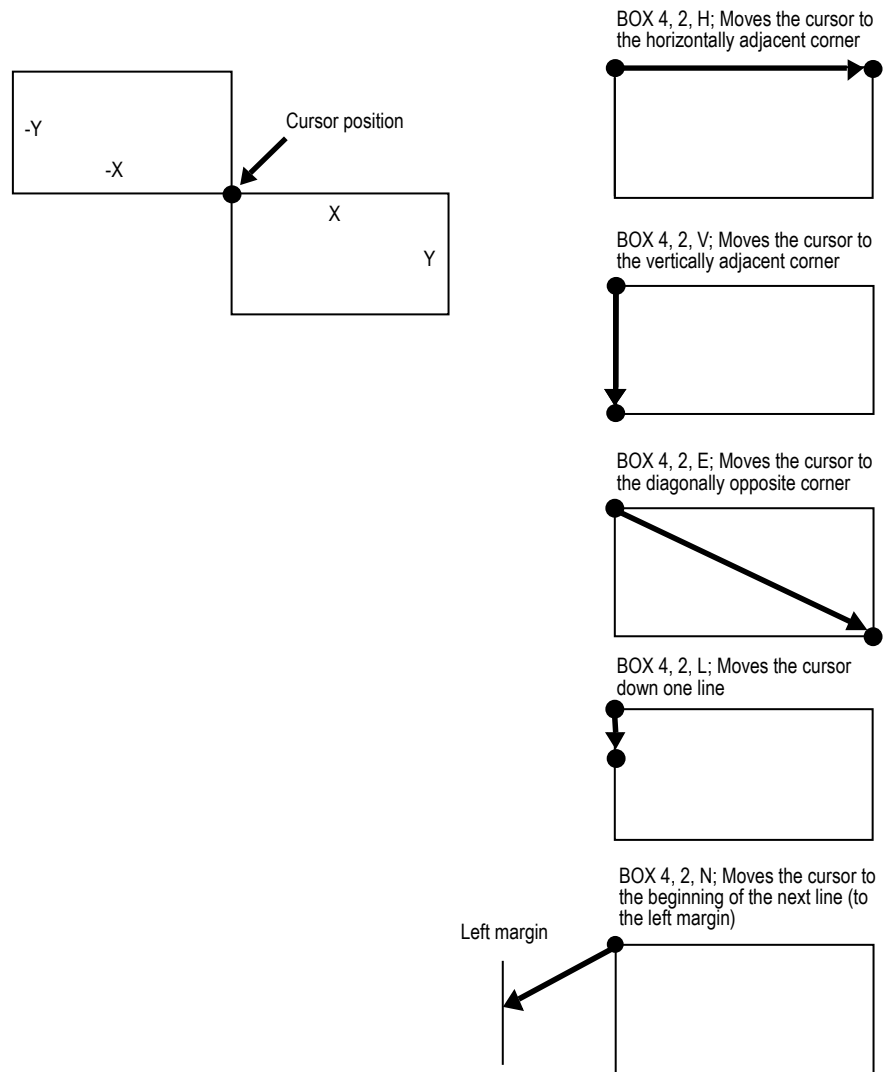 BOX 4, 2, H; Moves the cursor to
the horizontally adjacent corner
-Y
-X
Cursor position
X
Y
BOX 4, 2, V; Moves the cursor to
the vertically adjacent corner
BOX 4, 2, E; Moves the cursor to
the diagonally opposite corner
BOX 4, 2, L; Moves the cursor
down one line
BOX 4, 2, N; Moves the cursor to
the beginning of the next line (to
the left margin)
Left margin